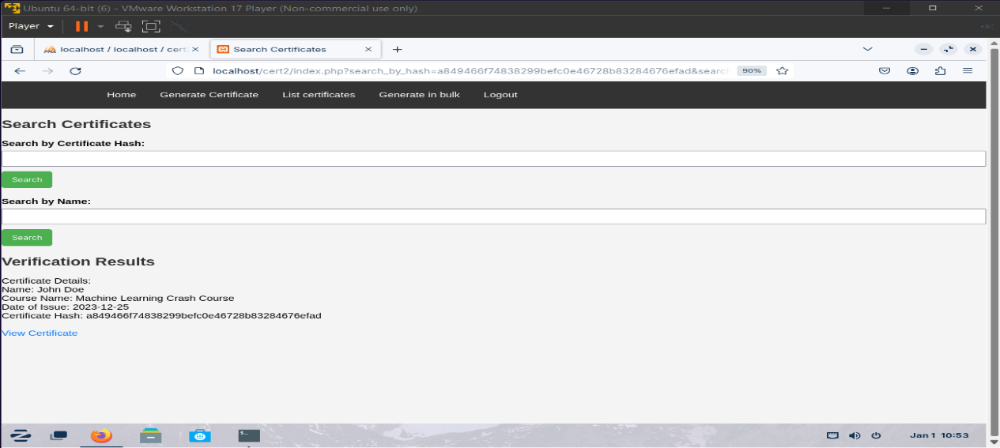 Ubuntu 64-bit (6) - VMware Workstation 17 Player (Non-commercial use only)
Player
localhost / localhost / cert2
Search Certificates
localhost/cert2/index.php?search_by_hash=a849466f74838299befc0e46728b83284676efad&search
90%
Home Generate Certificate List certificates Generate in bulk Logout
Search Certificates
Search by Certificate Hash:
Search
Search by Name:
Search
Verification Results
Certificate Details:
Name: John Doe
Course Name: Machine Learning Crash Course
Date of Issue: 2023-12-25
Certificate Hash: a849466f74838299befc0e46728b83284676efad
View Certificate
Jan 1 10:53